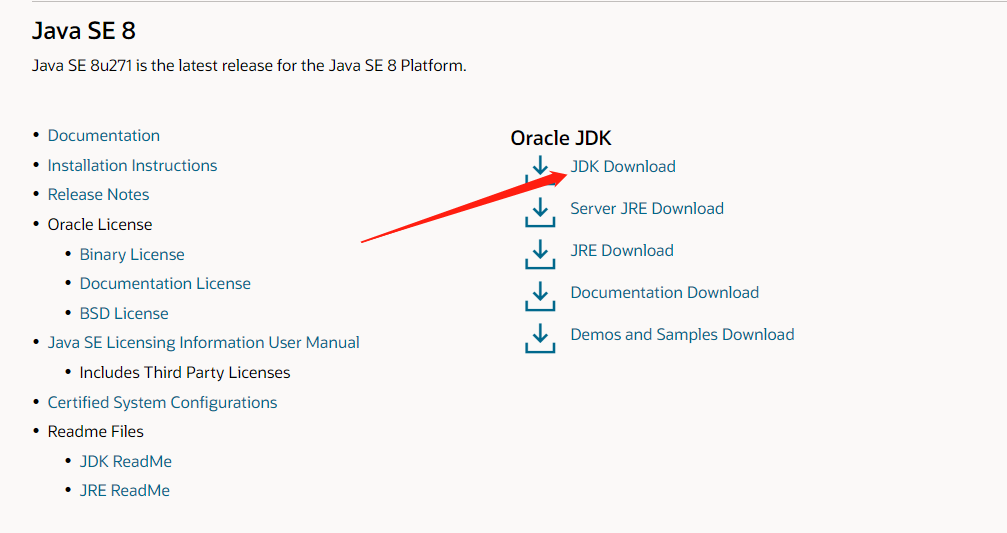 Java SE 8
Java SE 8u271 is the latest release for the Java SE 8 Platform.
Documentation
Installation Instructions
Release Notes
Oracle License
Binary License
Documentation License
BSD License
Java SE Licensing Information User Manual
Includes Third Party Licenses
Certified System Configurations
Readme Files
JDK ReadMe
JRE ReadMe
Oracle JDK
JDK Download
Server JRE Download
JRE Download
Documentation Download
Demos and Samples Download